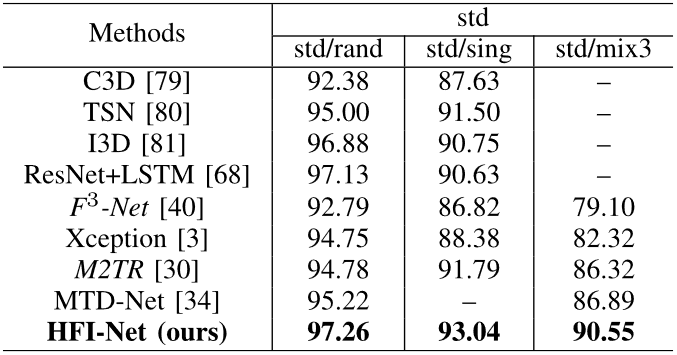 Methods std
std/rand std/sing std/mix3
C3D [79] 92.38 87.63 –
TSN [80] 95.00 91.50 –
I3D [81] 96.88 90.75 –
ResNet+LSTM [68] 97.13 90.63 –
F³-Net [40] 92.79 86.82 79.10
Xception [3] 94.75 88.38 82.32
M2TR [30] 94.78 91.79 86.32
MTD-Net [34] 95.22 – 86.89
HFI-Net (ours) 97.26 93.04 90.55